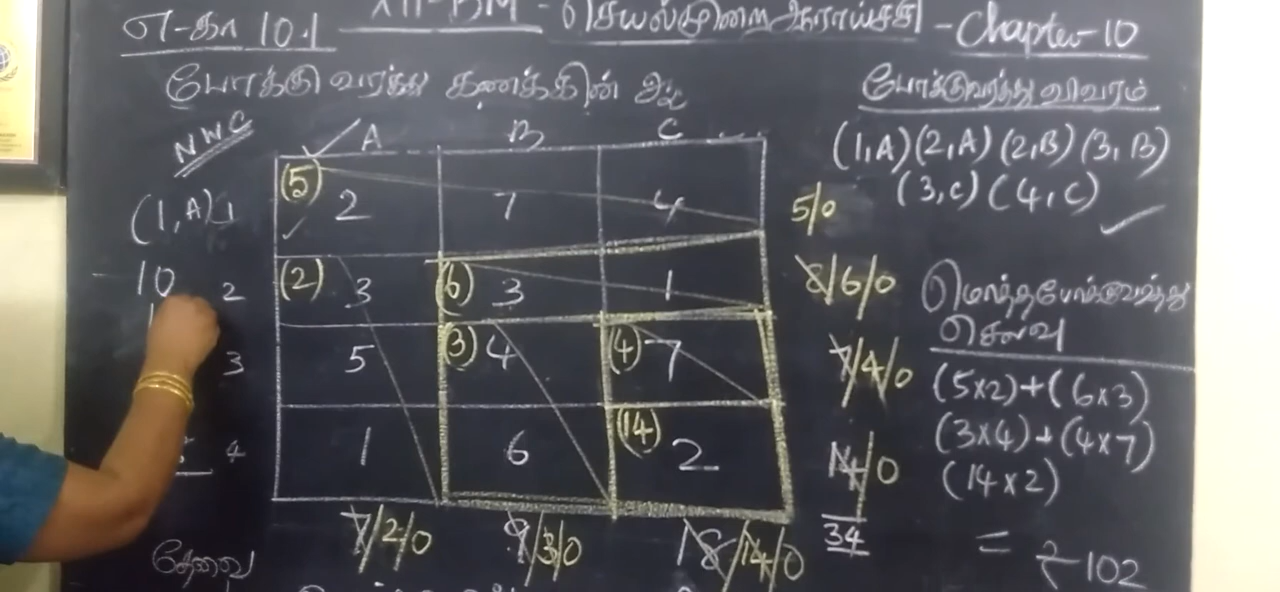 எ-கா 10.1 XII-BM - செயல்முறை ஆராய்ச்சி - Chapter-10
போக்குவரத்து கணக்கின்
போக்குவரத்து விவரம்
NWC
A B C
(1,A)(2,A)(2,B)(3,B)
(3,C)(4,C)
(1,A) 1 (5) 2 7 4 5/0
10 2 (2) 3 (6) 3 1 8/6/0
மொத்தபோக்குவரத்து
செலவு
3 5 (3) 4 (4) 7 7/4/0
(5x2)+(6x3)
(3x4)+(4x7)
4 1 6 (14) 2 14/0
(14x2)
34
தேவை 7/2/0 9/3/0 18/14/0
= ₹102